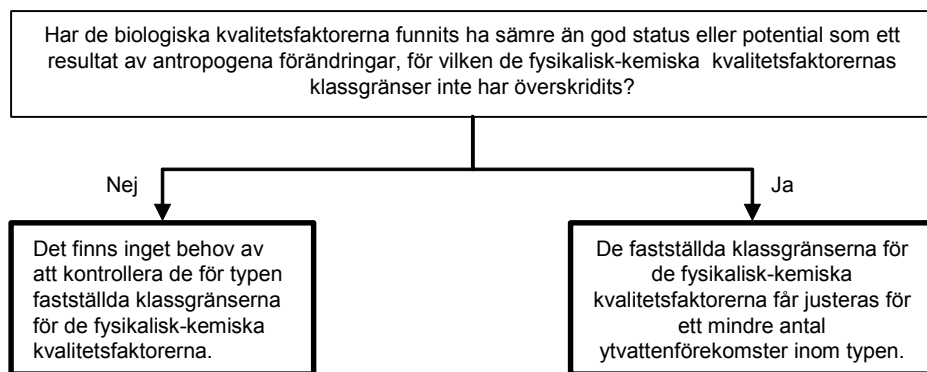 Har de biologiska kvalitetsfaktorerna funnits ha sämre än god status eller potential som ett
resultat av antropogena förändringar, för vilken de fysikalisk-kemiska kvalitetsfaktorernas
klassgränser inte har överskridits?
Nej
Ja
Det finns inget behov av
att kontrollera de för typen
fastställda klassgränserna
för de fysikalisk-kemiska
kvalitetsfaktorerna.
De fastställda klassgränserna för
de fysikalisk-kemiska
kvalitetsfaktorerna får justeras för
ett mindre antal
ytvattenförekomster inom typen.